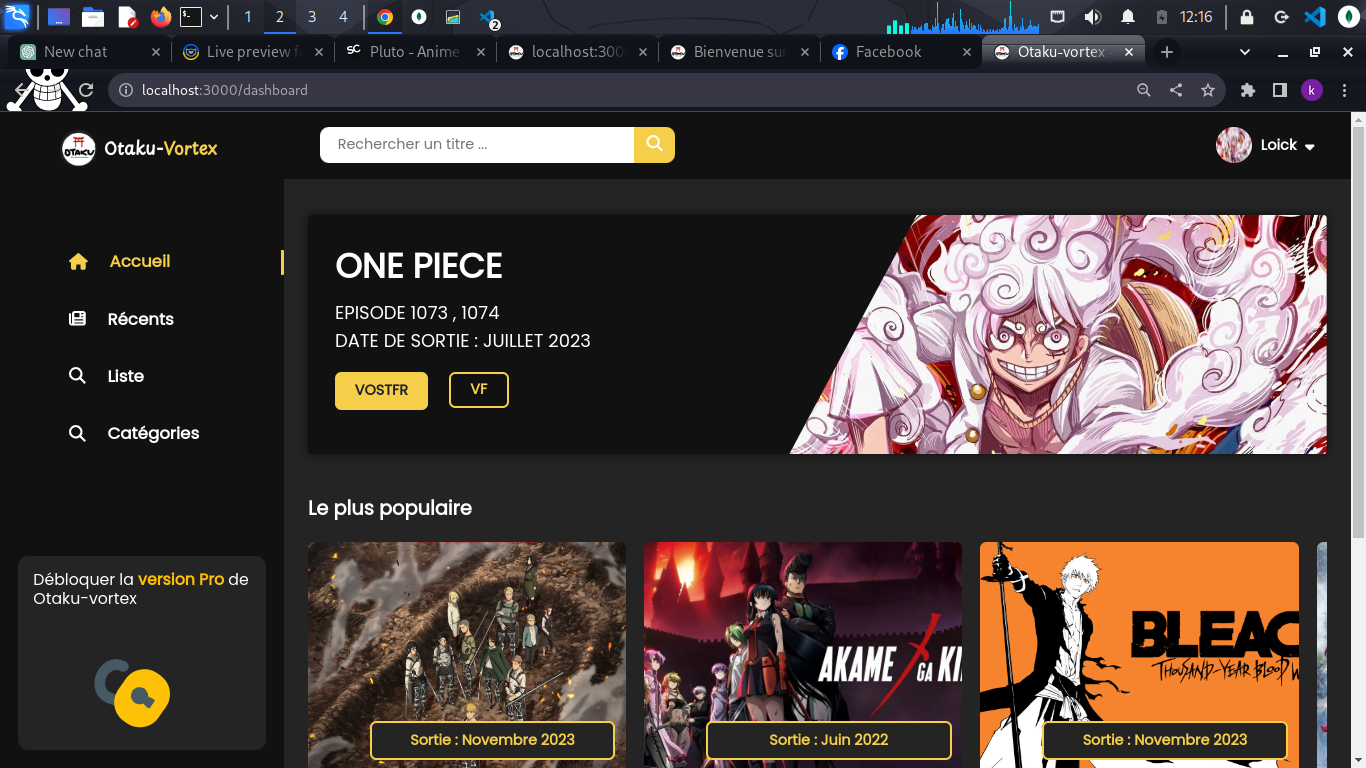 1 2 3 4 2 12:16
New chat Live preview f Pluto - Anime localhost:300 Bienvenue sur Facebook Otaku-vortex
localhost:3000/dashboard k
OTAKU Otaku-Vortex Rechercher un titre ... Loick
Accueil
Récents
Liste
Catégories
ONE PIECE
EPISODE 1073 , 1074
DATE DE SORTIE : JUILLET 2023
VOSTFR VF
Le plus populaire
Débloquer la version Pro de
Otaku-vortex
AKAME GA KI
BLEAC
THOUSAND-YEAR BLOOD W
Sortie : Novembre 2023 Sortie : Juin 2022 Sortie : Novembre 2023